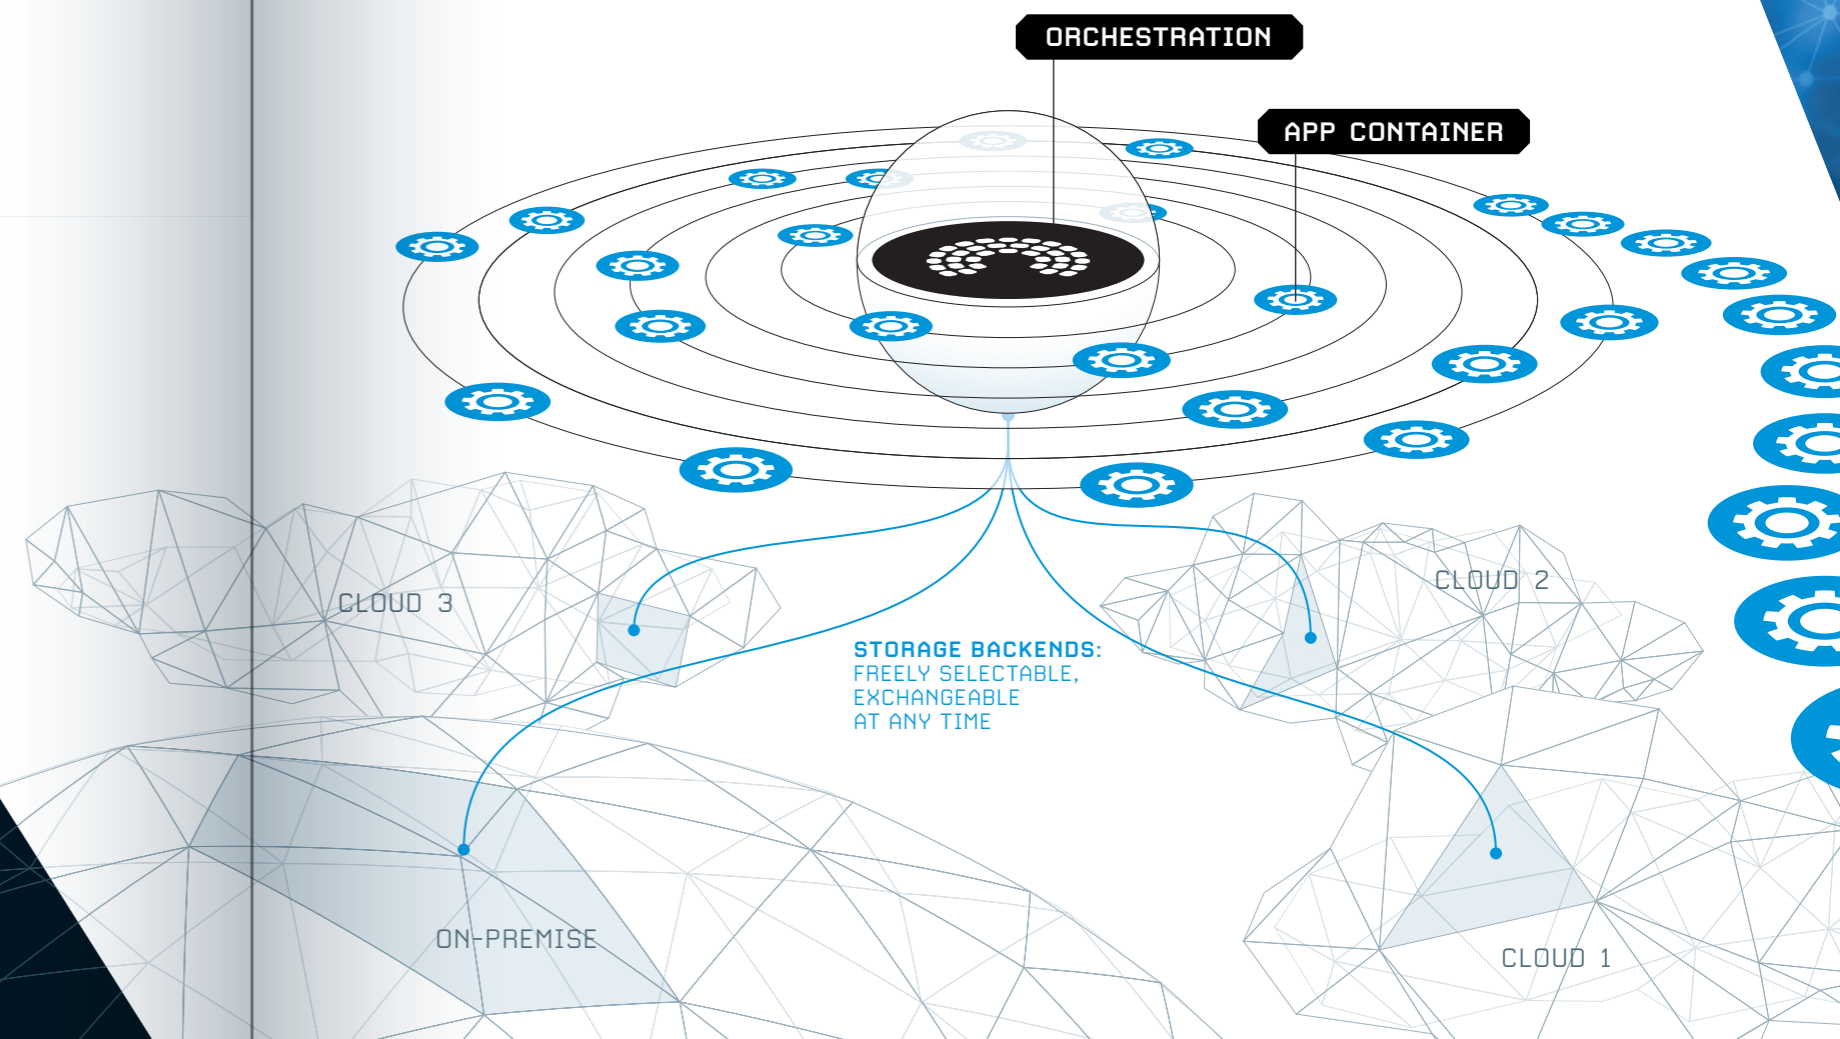 ORCHESTRATION
APP CONTAINER
CLOUD 2
CLOUD 3
STORAGE BACKENDS:
FREELY SELECTABLE,
EXCHANGEABLE
AT ANY TIME
ON-PREMISE
CLOUD 1